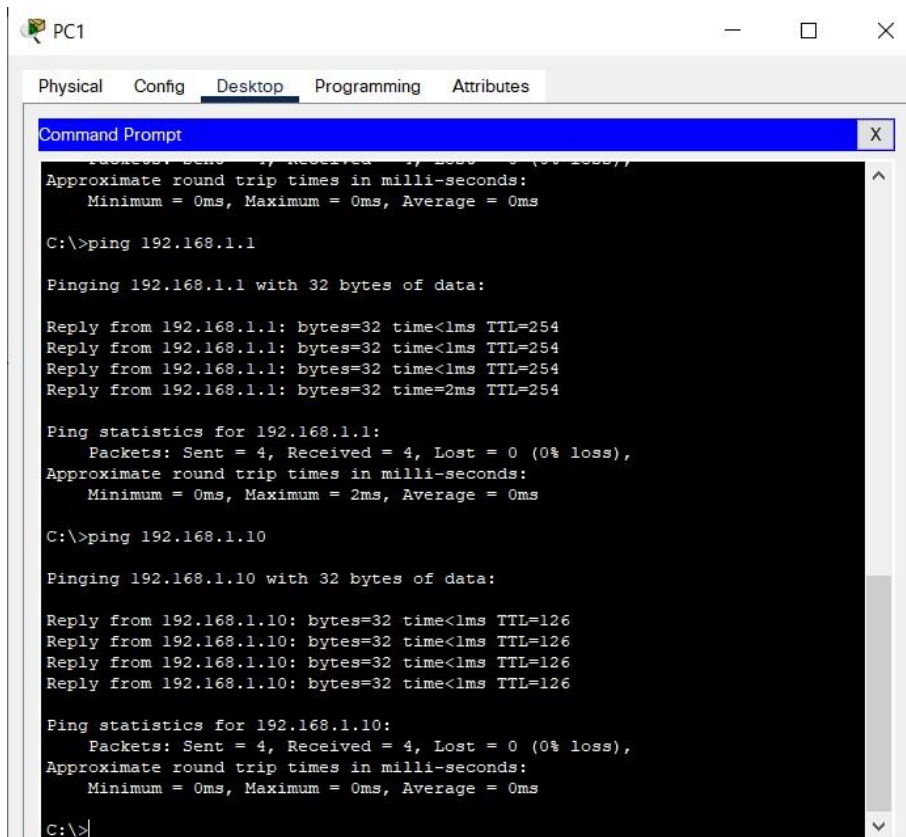 PC1
Physical Config Desktop Programming Attributes
Command Prompt X
Packets: Sent = 4, Received = 4, Lost = 0 (0% loss),
Approximate round trip times in milli-seconds:
Minimum = 0ms, Maximum = 0ms, Average = 0ms
C:\>ping 192.168.1.1
Pinging 192.168.1.1 with 32 bytes of data:
Reply from 192.168.1.1: bytes=32 time<1ms TTL=254
Reply from 192.168.1.1: bytes=32 time<1ms TTL=254
Reply from 192.168.1.1: bytes=32 time<1ms TTL=254
Reply from 192.168.1.1: bytes=32 time=2ms TTL=254
Ping statistics for 192.168.1.1:
Packets: Sent = 4, Received = 4, Lost = 0 (0% loss),
Approximate round trip times in milli-seconds:
Minimum = 0ms, Maximum = 2ms, Average = 0ms
C:\>ping 192.168.1.10
Pinging 192.168.1.10 with 32 bytes of data:
Reply from 192.168.1.10: bytes=32 time<1ms TTL=126
Reply from 192.168.1.10: bytes=32 time<1ms TTL=126
Reply from 192.168.1.10: bytes=32 time<1ms TTL=126
Reply from 192.168.1.10: bytes=32 time<1ms TTL=126
Ping statistics for 192.168.1.10:
Packets: Sent = 4, Received = 4, Lost = 0 (0% loss),
Approximate round trip times in milli-seconds:
Minimum = 0ms, Maximum = 0ms, Average = 0ms
C:\>